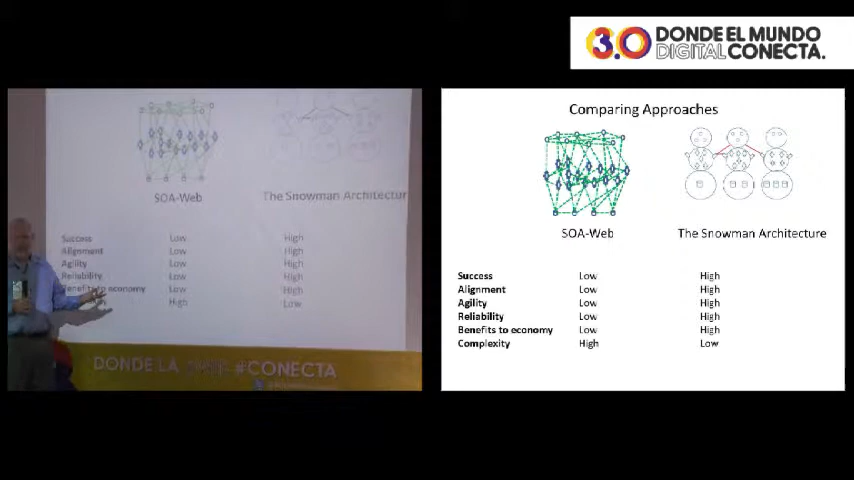 3.0 DONDE EL MUNDO
DIGITAL CONECTA.
SOA-Web The Snowman Architectur
Success Low High
Alignment Low High
Agility Low High
Reliability Low High
Benefits to economy Low High
High Low
DONDE LA #CONECTA
Comparing Approaches
SOA-Web The Snowman Architecture
Success Low High
Alignment Low High
Agility Low High
Reliability Low High
Benefits to economy Low High
Complexity High Low